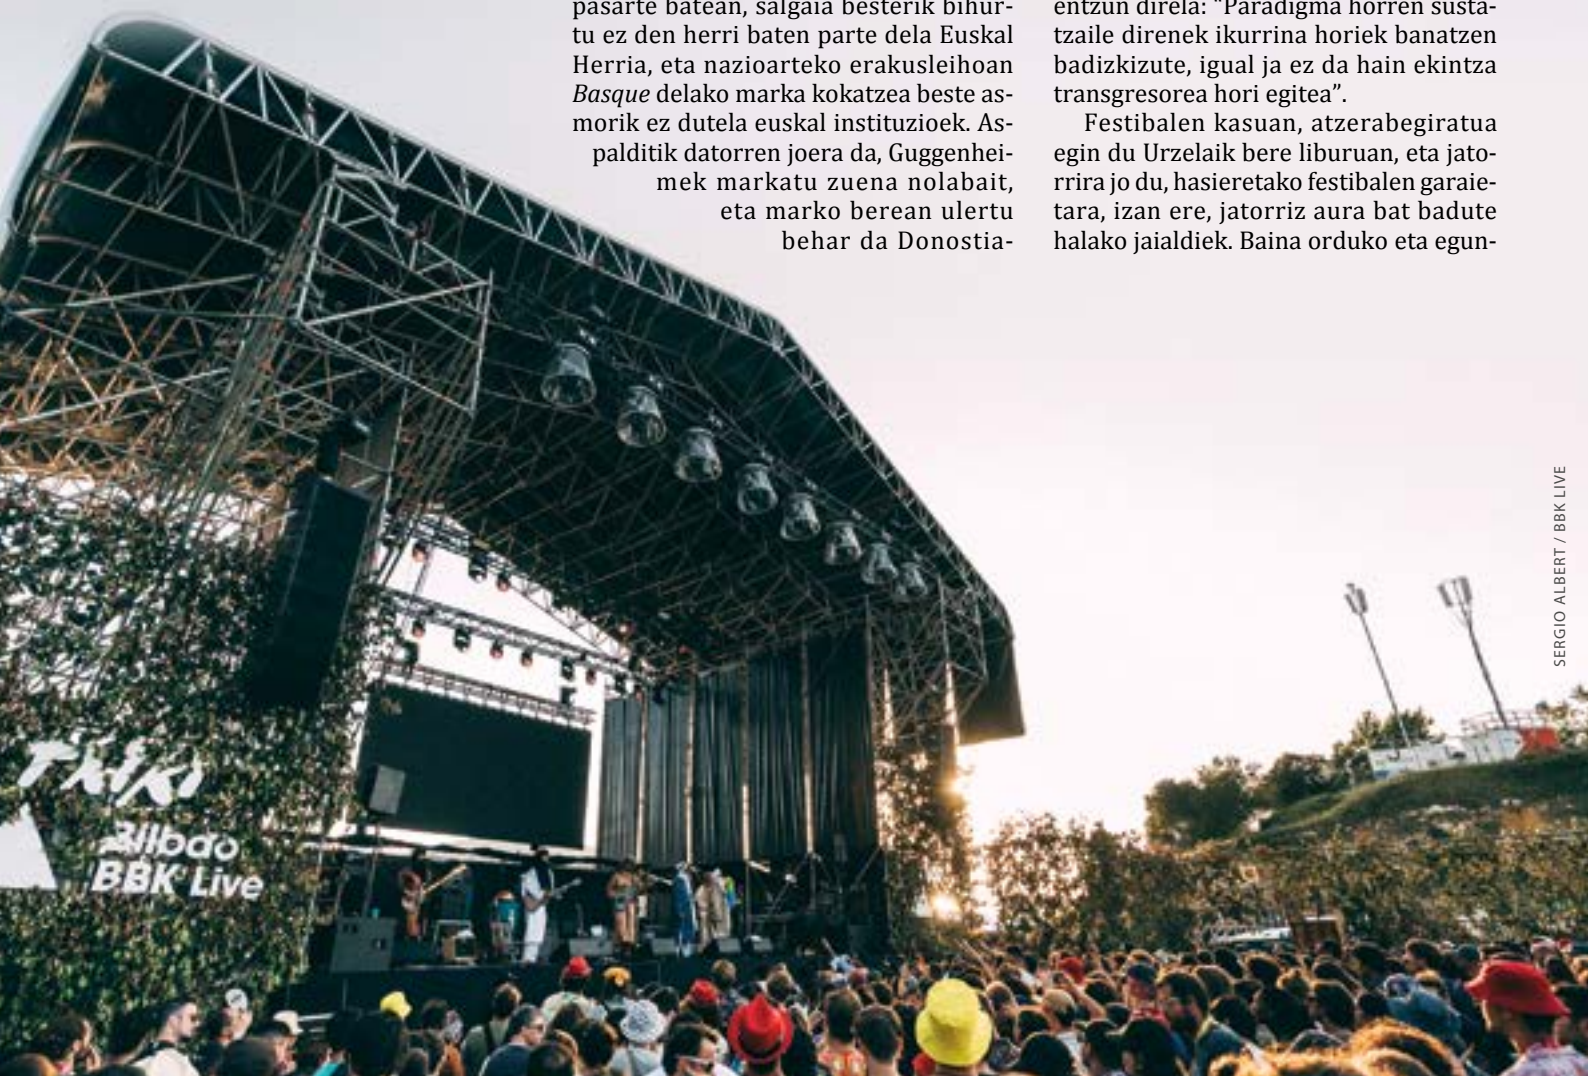 pasarte batean, salgaia besterik bihur-
tu ez den herri baten parte dela Euskal
Herria, eta nazioarteko erakusleihoan
Basque delako marka kokatzea beste as-
morik ez dutela euskal instituzioek. As-
palditik datorren joera da, Guggenhei-
mek markatu zuena nolabait,
eta marko berean ulertu
behar da Donostia-
entzun direla: “Paradigma horren susta-
tzaile direnek ikurrina horiek banatzen
badizkizute, igual ja ez da hain ekintza
transgresorea hori egitea”.
Festibalen kasuan, atzerabegiratua
egin du Urzelaik bere liburuan, eta jato-
rrira jo du, hasieretako festibalen garaie-
tara, izan ere, jatorriz aura bat badute
halako jaialdiek. Baina orduko eta egun-
SERGIO ALBERT / BBK LIVE
TXIKI
Bilbao
BBK Live